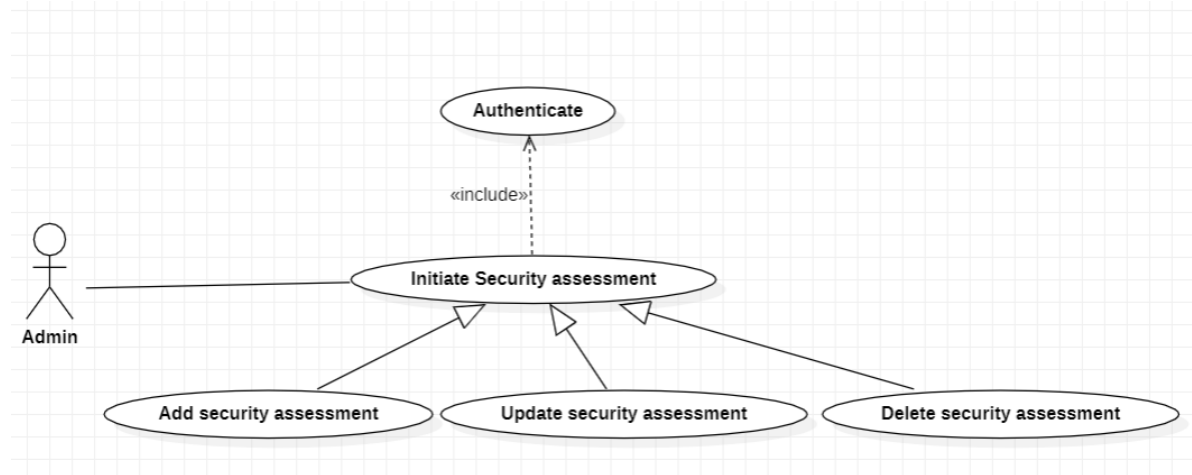 Authenticate
«include»
Initiate Security assessment
Admin
Add security assessment
Update security assessment
Delete security assessment